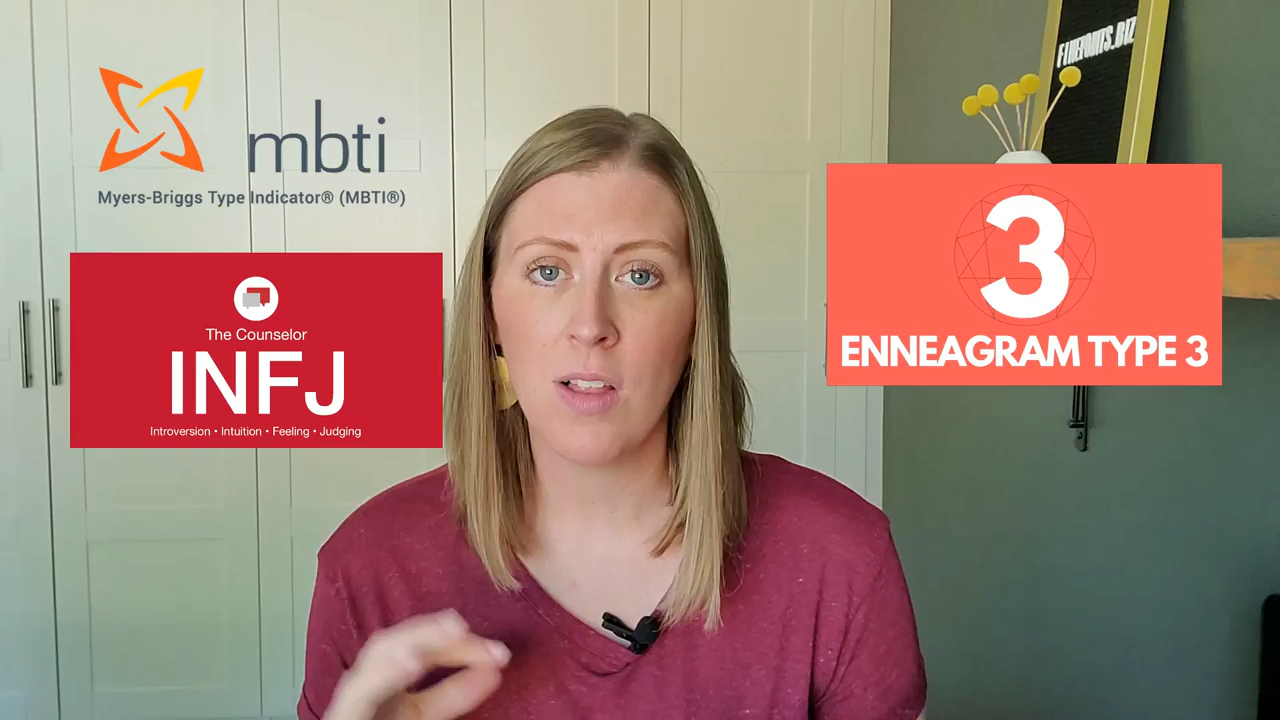 mbti
Myers-Briggs Type Indicator® (MBTI®)
The Counselor
INFJ
Introversion • Intuition • Feeling • Judging
3
ENNEAGRAM TYPE 3